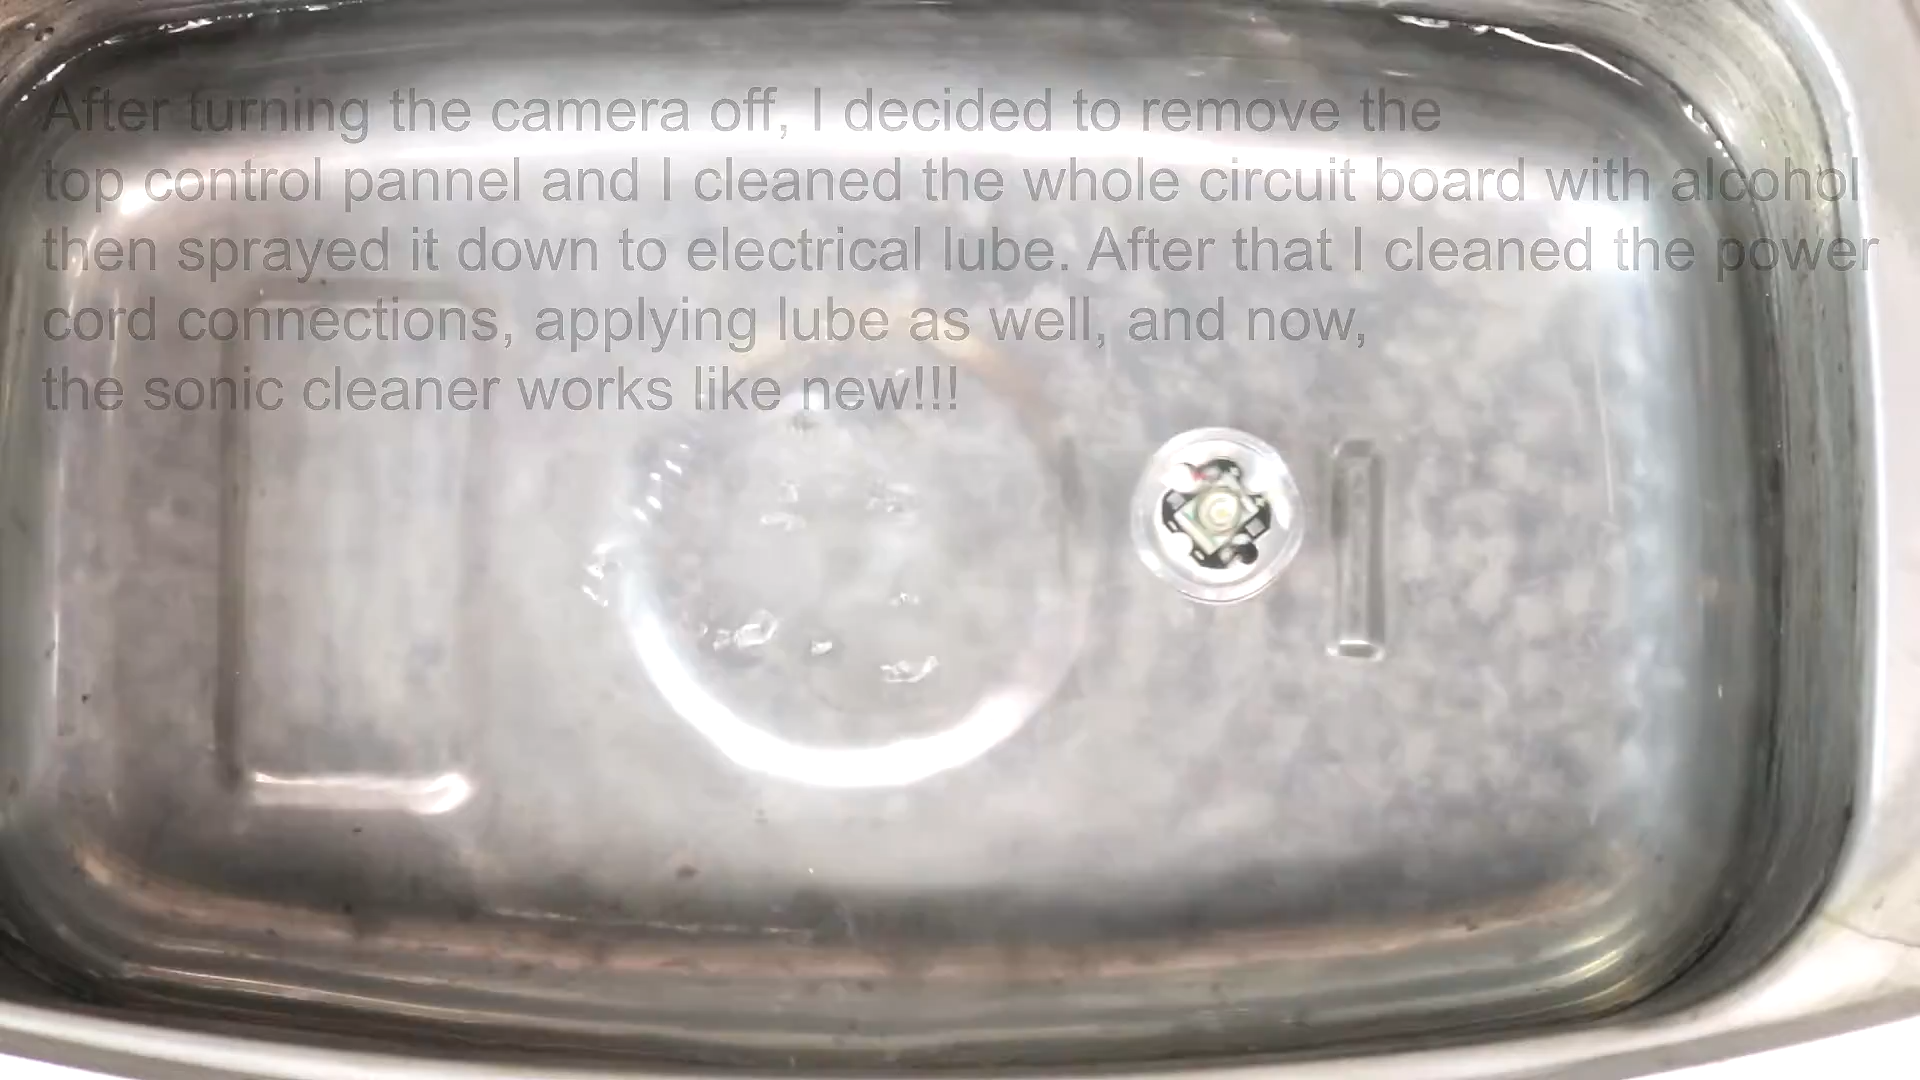 After turning the camera off, I decided to remove the
top control pannel and I cleaned the whole circuit board with alcohol
then sprayed it down to electrical lube. After that I cleaned the power
cord connections, applying lube as well, and now,
the sonic cleaner works like new!!!